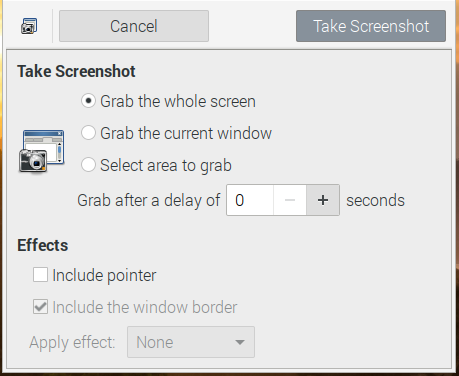 Cancel Take Screenshot
Take Screenshot
Grab the whole screen
Grab the current window
Select area to grab
Grab after a delay of 0 − + seconds
Effects
Include pointer
Include the window border
Apply effect: None